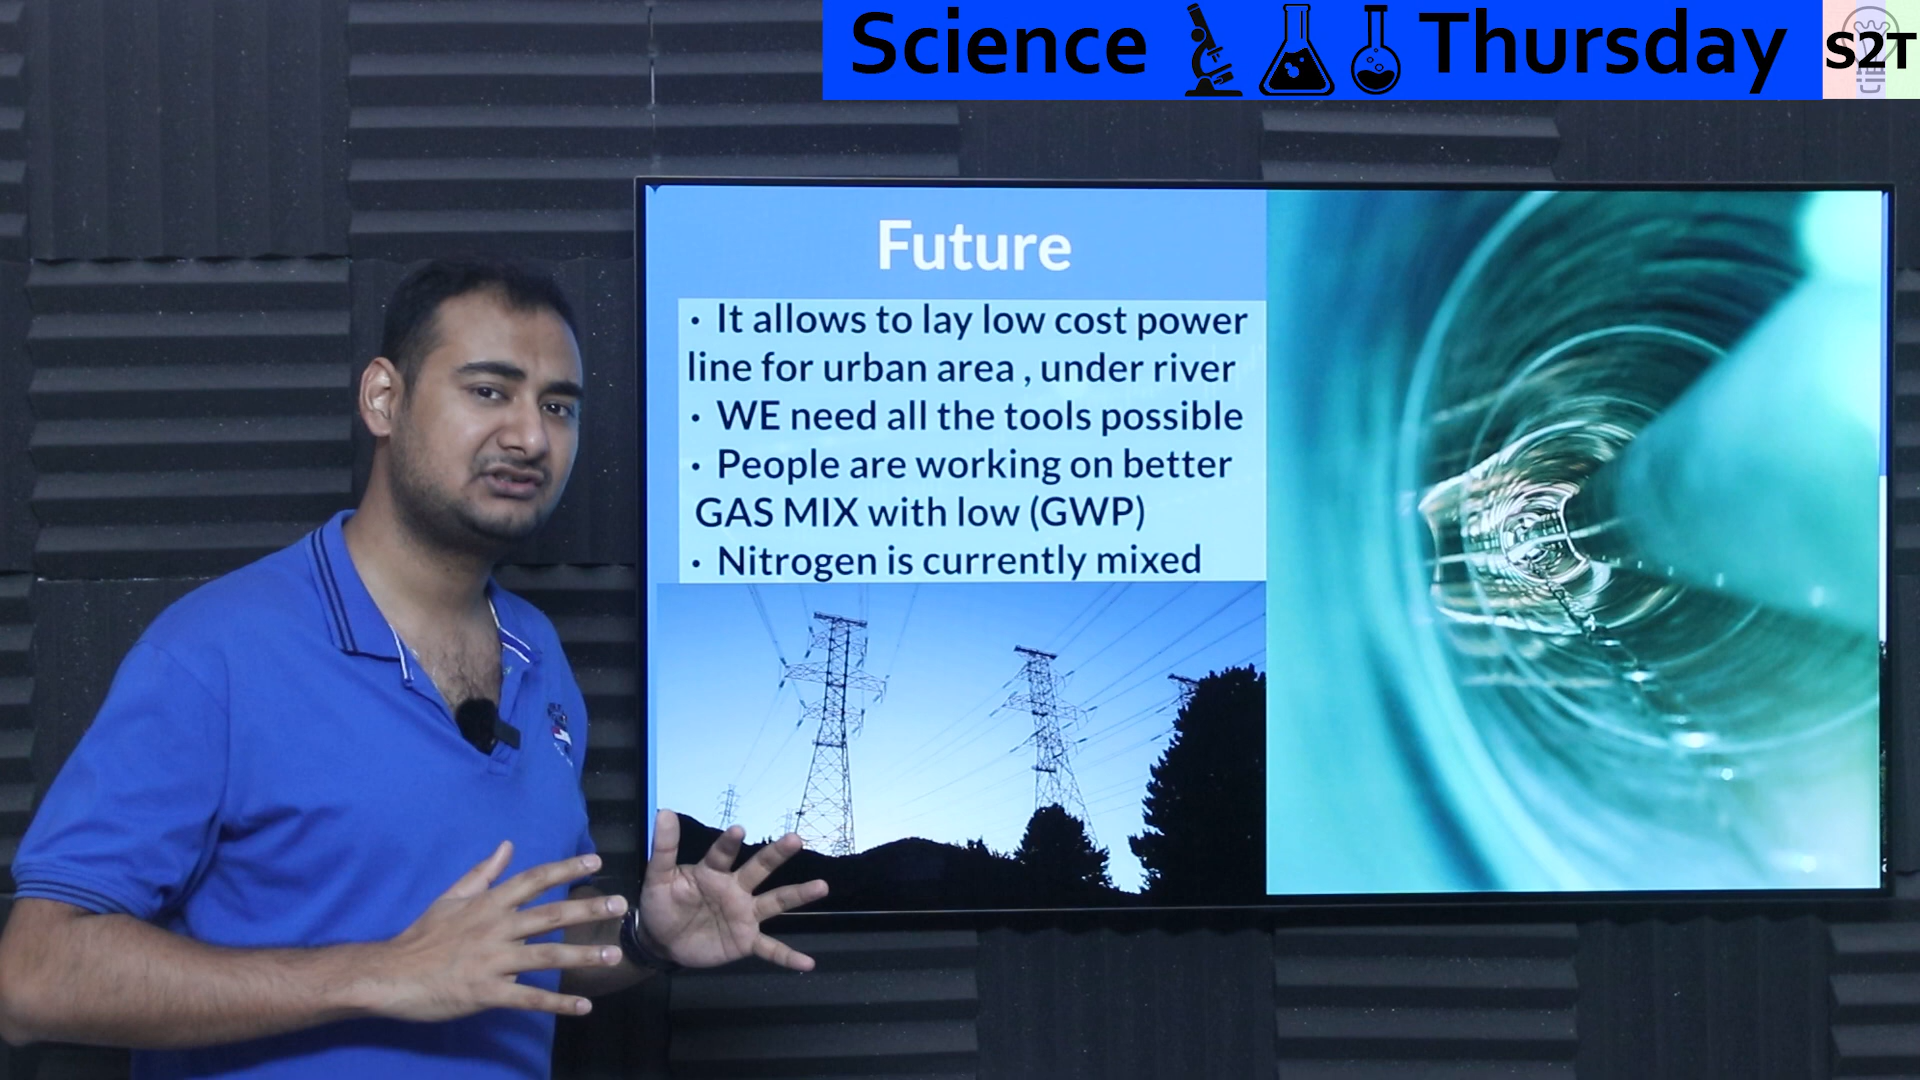 Science Thursday
S2T
Future
• It allows to lay low cost power
line for urban area , under river
• WE need all the tools possible
• People are working on better
GAS MIX with low (GWP)
• Nitrogen is currently mixed